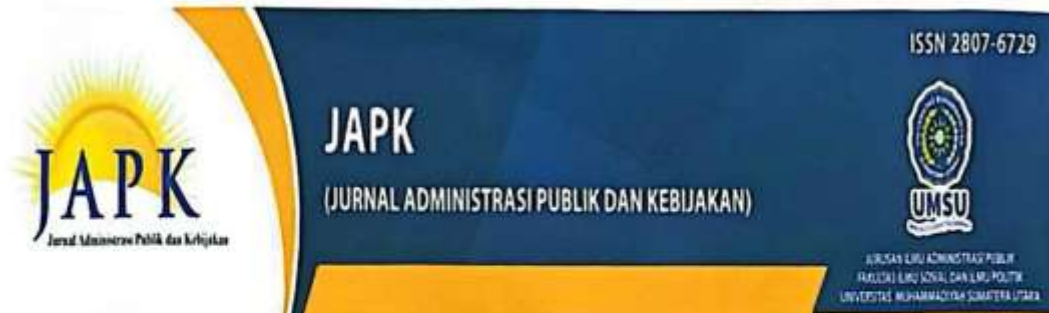 JAPK
Jurnal Administrasi Publik dan Kebijakan
JAPK
(JURNAL ADMINISTRASI PUBLIK DAN KEBIJAKAN)
ISSN 2807-6729
UMSU
JURUSAN ILMU ADMINISTRASI PUBLIK
FAKULTAS ILMU SOSIAL DAN ILMU POLITIK
UNIVERSITAS MUHAMMADIYAH SUMATERA UTARA